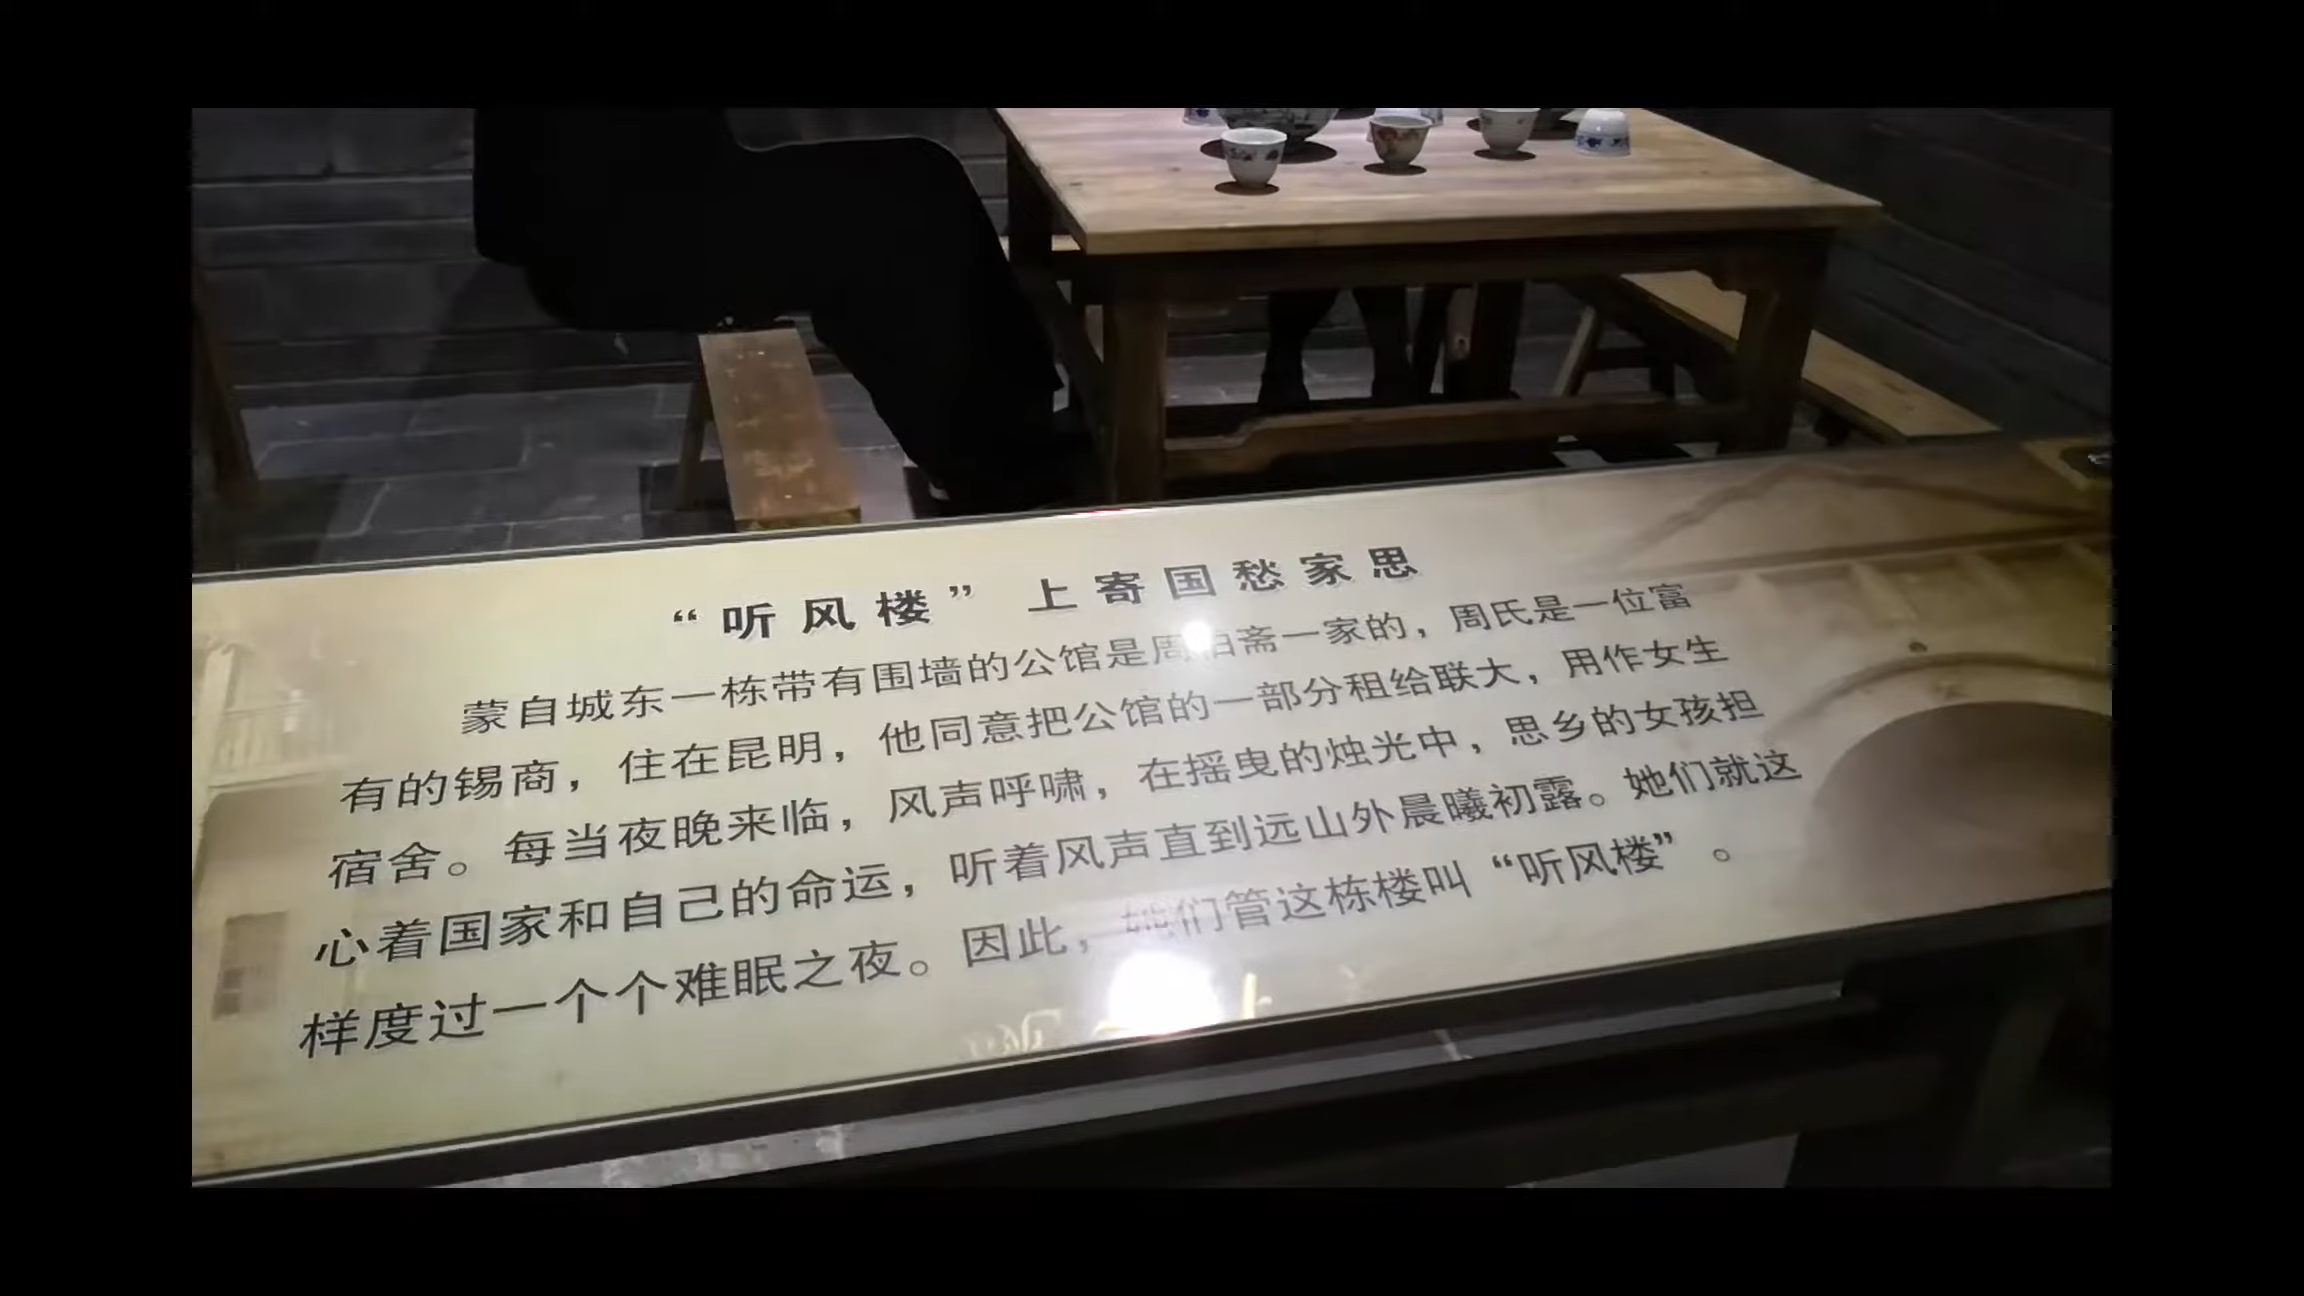 “听风楼”上寄国愁家思
蒙自城东一栋带有围墙的公馆是周柏斋一家的，周氏是一位富
有的锡商，住在昆明，他同意把公馆的一部分租给联大，用作女生
宿舍。每当夜晚来临，风声呼啸，在摇曳的烛光中，思乡的女孩担
心着国家和自己的命运，听着风声直到远山外晨曦初露。她们就这
样度过一个个难眠之夜。因此，她们管这栋楼叫“听风楼”。